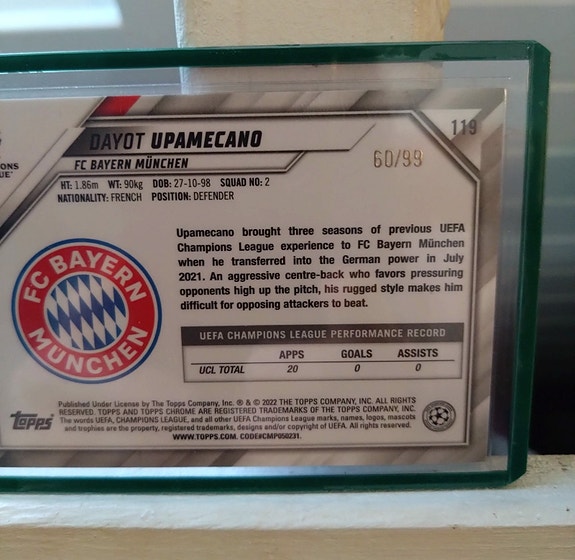 119
DAYOT UPAMECANO
60/99
FC BAYERN MÜNCHEN
IONS
UE'
HT: 1.86m WT: 90kg DOB: 27-10-98 SQUAD NO: 2
NATIONALITY: FRENCH POSITION: DEFENDER
Upamecano brought three seasons of previous UEFA
Champions League experience to FC Bayern München
when he transferred into the German power in July
2021. An aggressive centre-back who favors pressuring
opponents high up the pitch, his rugged style makes him
difficult for opposing attackers to beat.
FC BAYERN
MÜNCHEN
UEFA CHAMPIONS LEAGUE PERFORMANCE RECORD
APPS GOALS ASSISTS
UCL TOTAL 20 0 0
Topps
Published Under License by The Topps Company, Inc. ® & © 2022 THE TOPPS COMPANY, INC. ALL RIGHTS
RESERVED. TOPPS AND TOPPS CHROME ARE REGISTERED TRADEMARKS OF THE TOPPS COMPANY, INC.
The words UEFA, CHAMPIONS LEAGUE, and all other UEFA Champions League marks, names, logos, mascots
and trophies are the property, registered trademarks, designs and/or copyright of UEFA. All rights reserved.
WWW.TOPPS.COM. CODE#CMP050231.